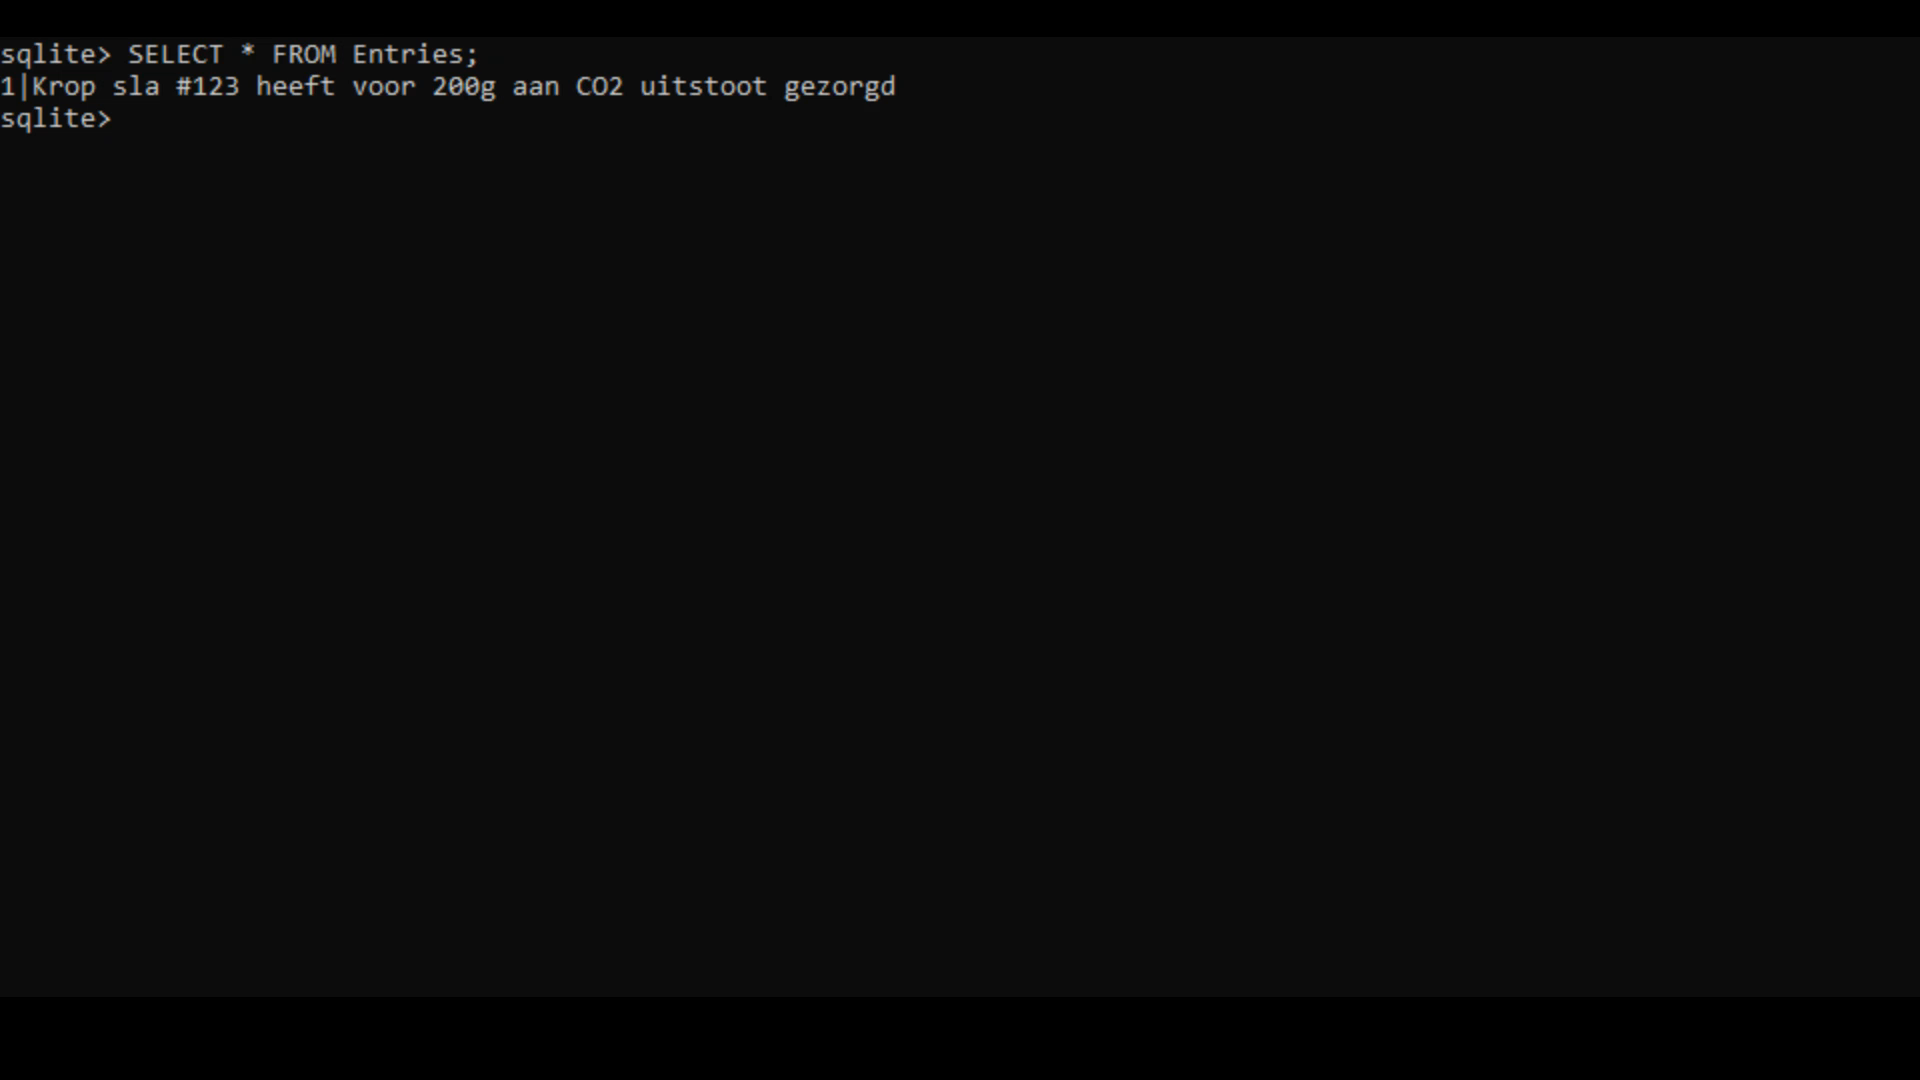 sqlite> SELECT * FROM Entries;
1|Krop sla #123 heeft voor 200g aan CO2 uitstoot gezorgd
sqlite>